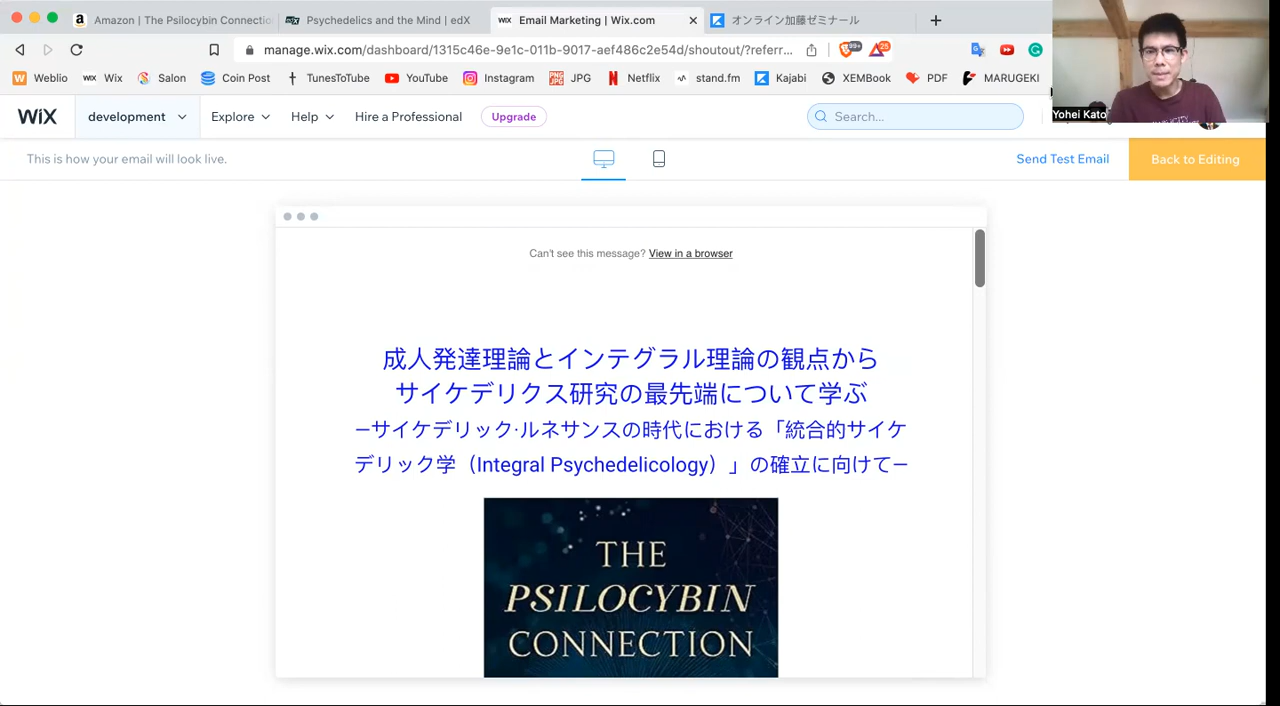 Amazon | The Psilocybin Connectio
Psychedelics and the Mind | edX
WIX Email Marketing | Wix.com
オンライン加藤ゼミナール
manage.wix.com/dashboard/1315c46e-9e1c-011b-9017-aef486c2e54d/shoutout/?referr...
99+
25
Weblio
WIX Wix
Salon
Coin Post
TunesToTube
YouTube
Instagram
JPG
Netflix
stand.fm
Kajabi
XEMBook
PDF
MARUGEKI
Yohei Kato
WIX
development
Explore
Help
Hire a Professional
Upgrade
Search...
This is how your email will look live.
Send Test Email
Back to Editing
Can't see this message? View in a browser
成人発達理論とインテグラル理論の観点から
サイケデリクス研究の最先端について学ぶ
−サイケデリック·ルネサンスの時代における「統合的サイケ
デリック学（Integral Psychedelicology）」の確立に向けて−
THE
PSILOCYBIN
CONNECTION